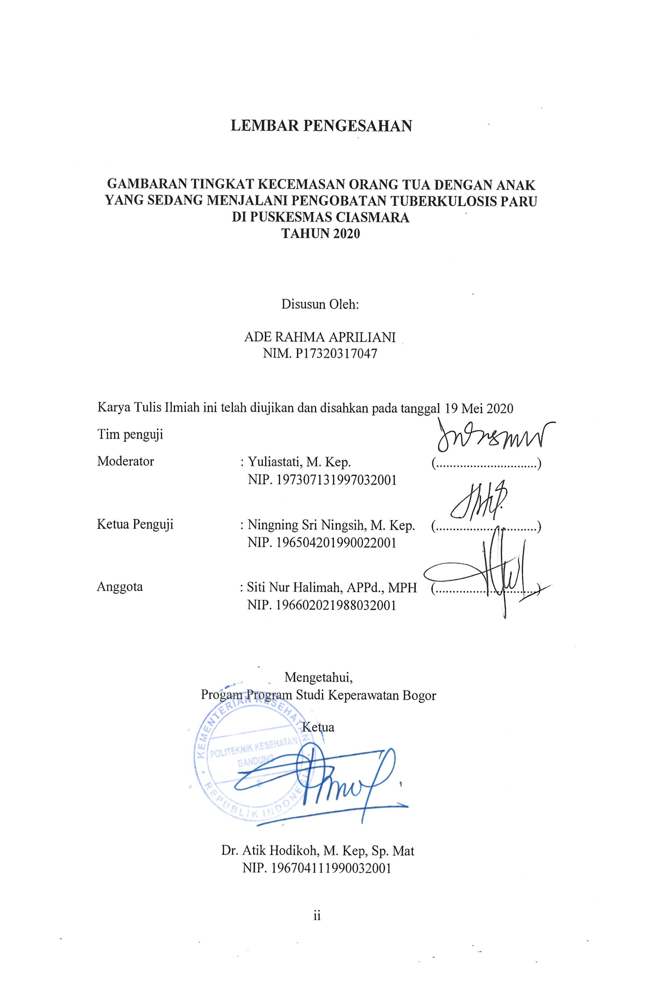 LEMBAR PENGESAHAN
GAMBARAN TINGKAT KECEMASAN ORANG TUA DENGAN ANAK
YANG SEDANG MENJALANI PENGOBATAN TUBERKULOSIS PARU
DI PUSKESMAS CIASMARA
TAHUN 2020
Disusun Oleh:
ADE RAHMA APRILIANI
NIM. P17320317047
Karya Tulis Ilmiah ini telah diujikan dan disahkan pada tanggal 19 Mei 2020
Tim penguji
Moderator : Yuliastati, M. Kep. (..............................)
NIP. 197307131997032001
Ketua Penguji : Ningning Sri Ningsih, M. Kep. (..............................)
NIP. 196504201990022001
Anggota : Siti Nur Halimah, APPd., MPH (..............................)
NIP. 196602021988032001
Mengetahui,
Progam Program Studi Keperawatan Bogor
Ketua
KEMENTERIAN KESEHATAN
POLITEKNIK KESEHATAN
BANDUNG
8
REPUBLIK INDONESIA
Dr. Atik Hodikoh, M. Kep, Sp. Mat
NIP. 196704111990032001
ii